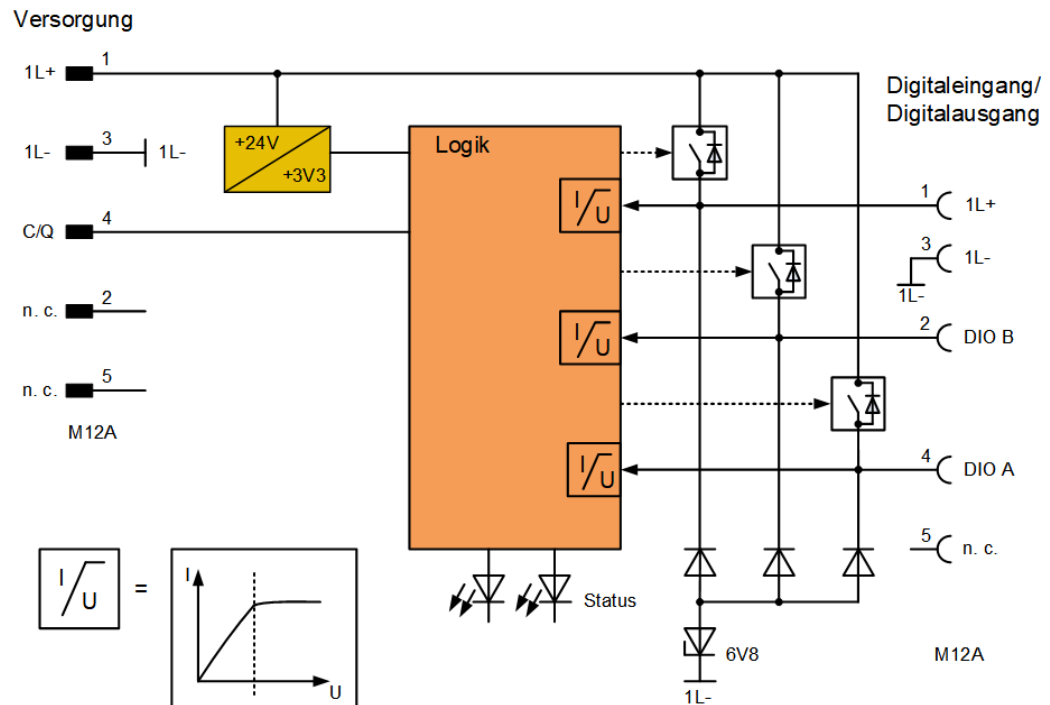 Versorgung
1L+
1
1L-
3
1L-
C/Q
4
n. c.
2
n. c.
5
M12A
+24V
+3V3
Logik
I/U
I/U
I/U
Digitaleingang/
Digitalausgang
1
1L+
3
1L-
1L-
2
DIO B
4
DIO A
5
n. c.
M12A
Status
6V8
1L-
I/U
=
I
U